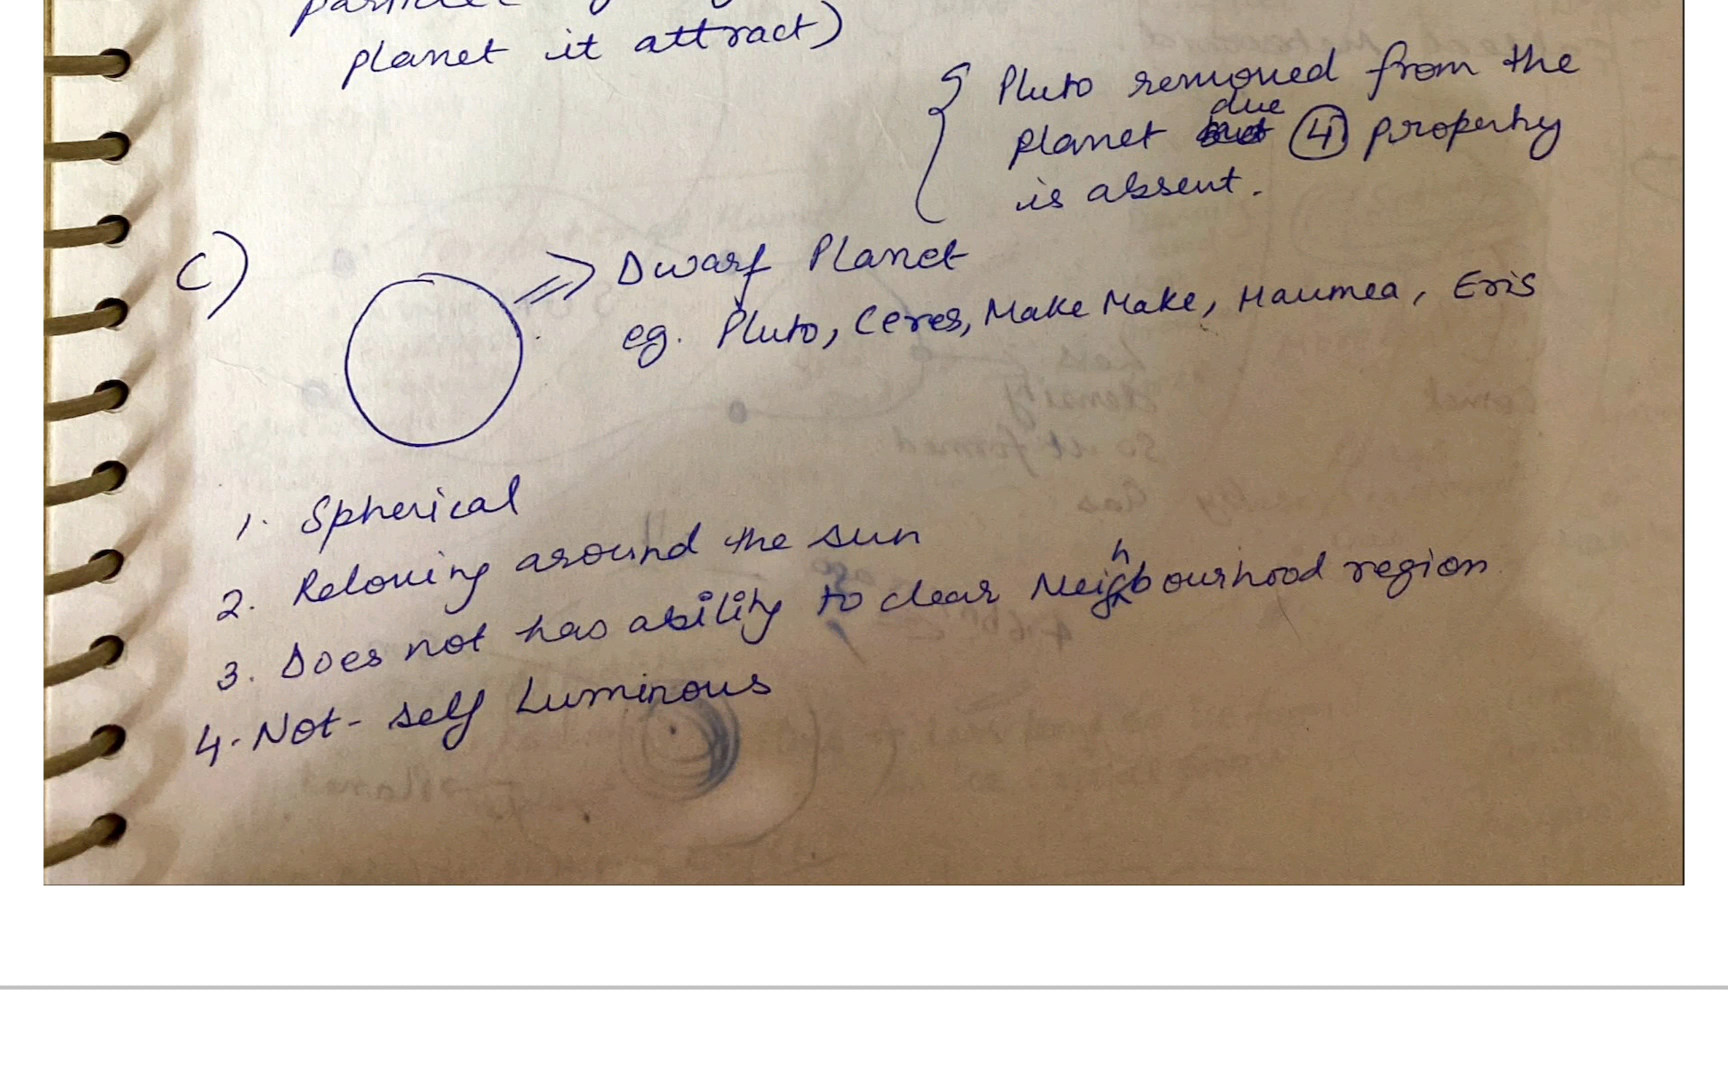 planet it attract)
{ Pluto removed from the
planet due ④ property
is absent.
C) ⇒ Dwarf Planet
eg. Pluto, Ceres, Make Make, Haumea, Eris
1. Spherical
2. Reloving around the sun
3. Does not has ability to clear Neighbourhood region
4. Not-self Luminous